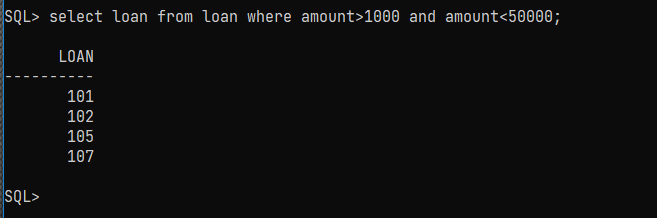 SQL> select loan from loan where amount>1000 and amount<50000;
LOAN
----------
101
102
105
107
SQL>